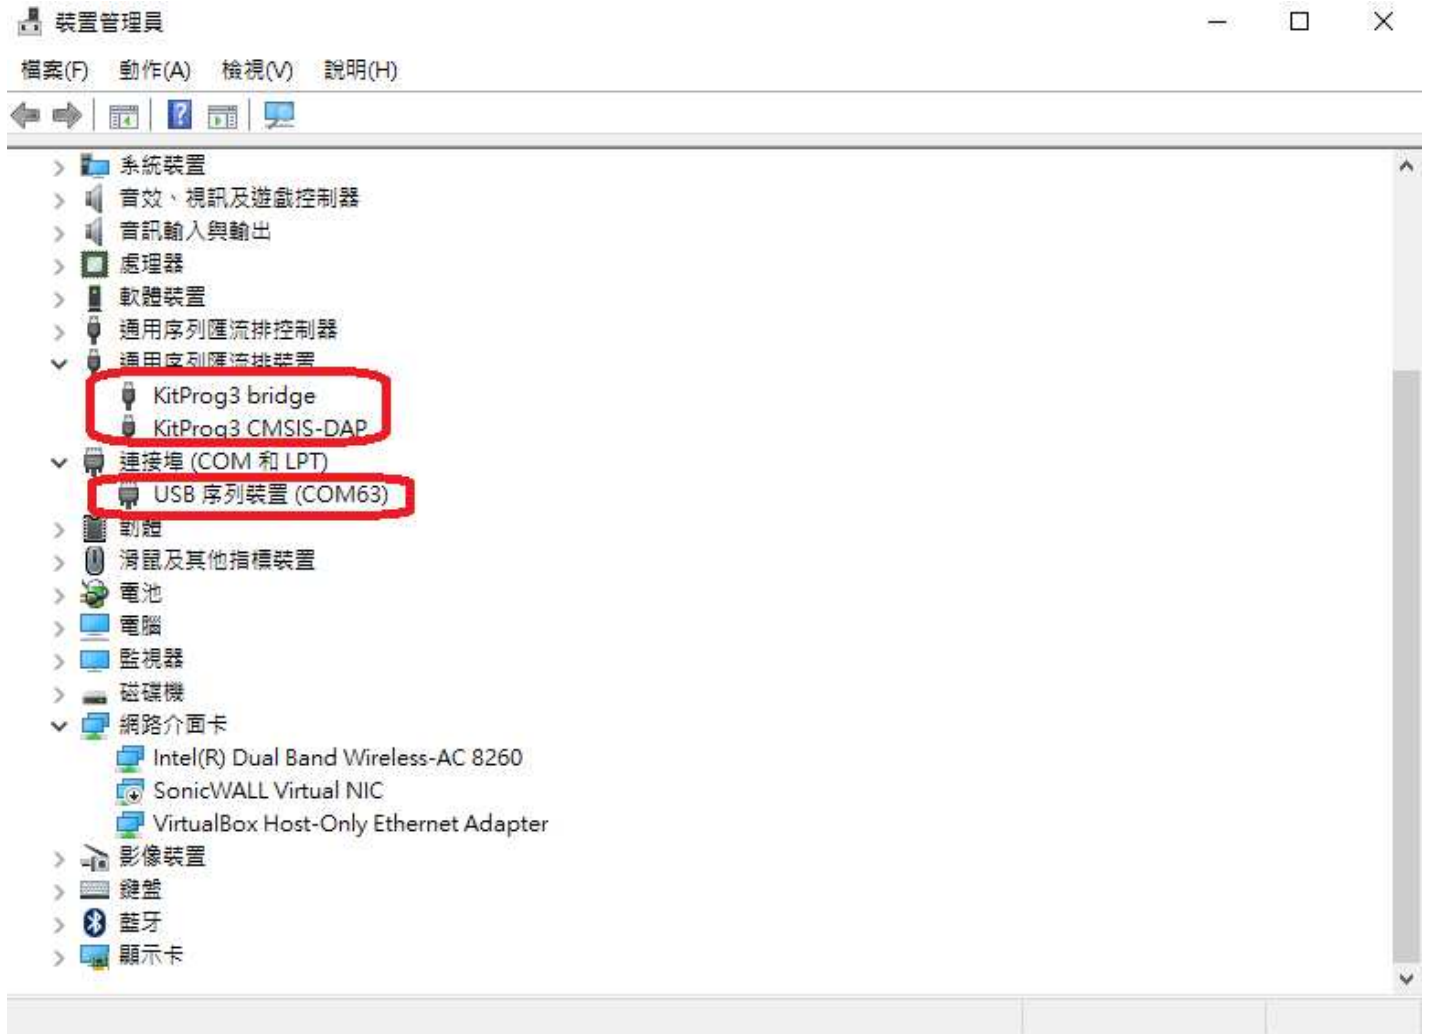 裝置管理員
檔案(F) 動作(A) 檢視(V) 說明(H)
系統裝置
音效、視訊及遊戲控制器
音訊輸入與輸出
處理器
軟體裝置
通用序列匯流排控制器
通用序列匯流排裝置
KitProg3 bridge
KitProg3 CMSIS-DAP
連接埠 (COM 和 LPT)
USB 序列裝置 (COM63)
韌體
滑鼠及其他指標裝置
電池
電腦
監視器
磁碟機
網路介面卡
Intel(R) Dual Band Wireless-AC 8260
SonicWALL Virtual NIC
VirtualBox Host-Only Ethernet Adapter
影像裝置
鍵盤
藍牙
顯示卡